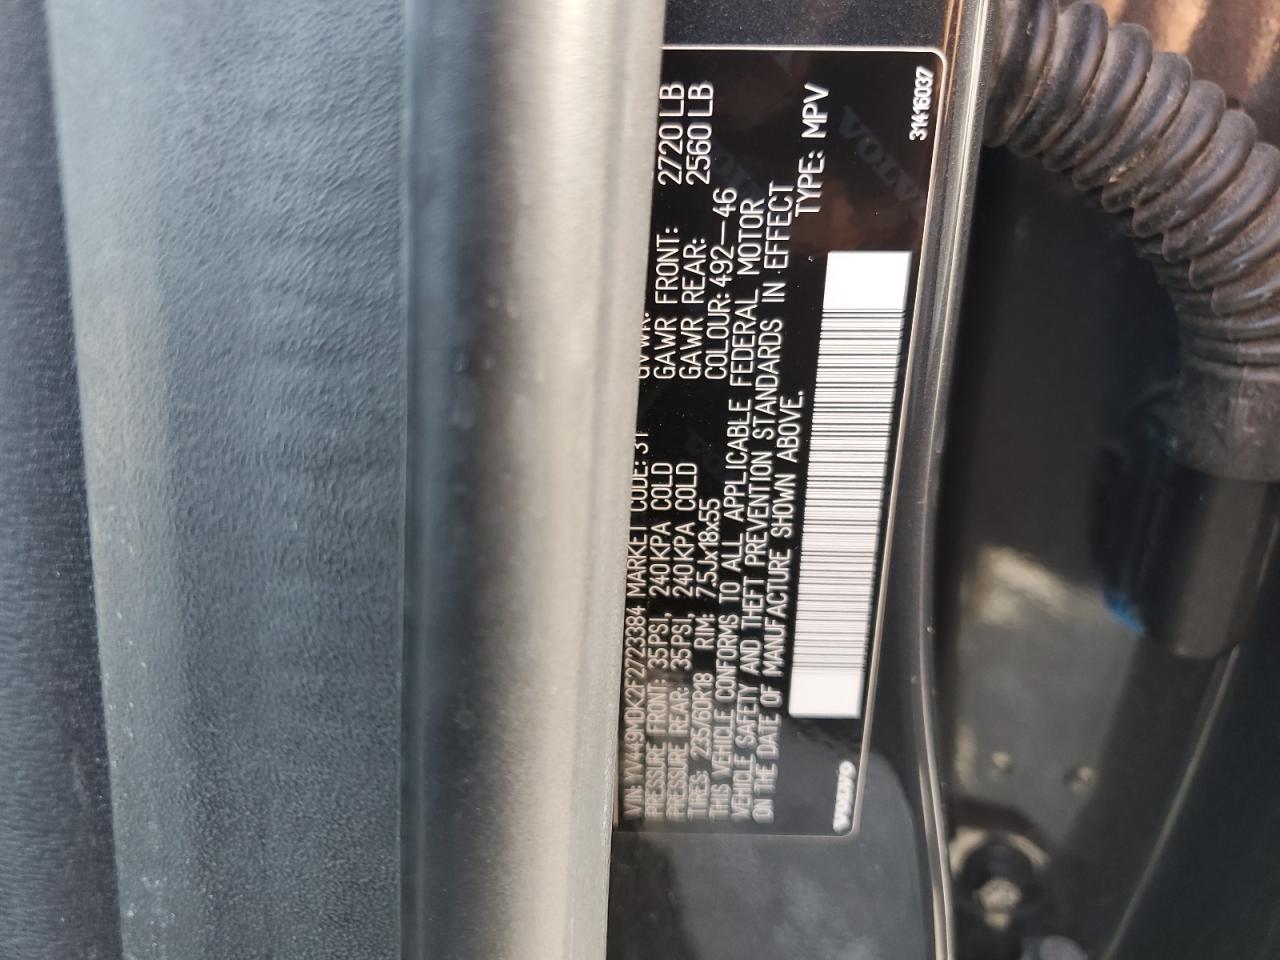 VIN: YV449MDK2F2723384 MARKET CODE: 31 GVWR:
PRESSURE FRONT: 35PSI, 240KPA COLD GAWR FRONT: 2720 LB
PRESSURE REAR: 35PSI, 240KPA COLD GAWR REAR: 2560 LB
TIRES: 235/60R18 RIM: 7.5Jx18x55 COLOUR: 492-46
THIS VEHICLE CONFORMS TO ALL APPLICABLE FEDERAL MOTOR
VEHICLE SAFETY AND THEFT PREVENTION STANDARDS IN EFFECT
ON THE DATE OF MANUFACTURE SHOWN ABOVE. TYPE: MPV
VOLVO
31416037